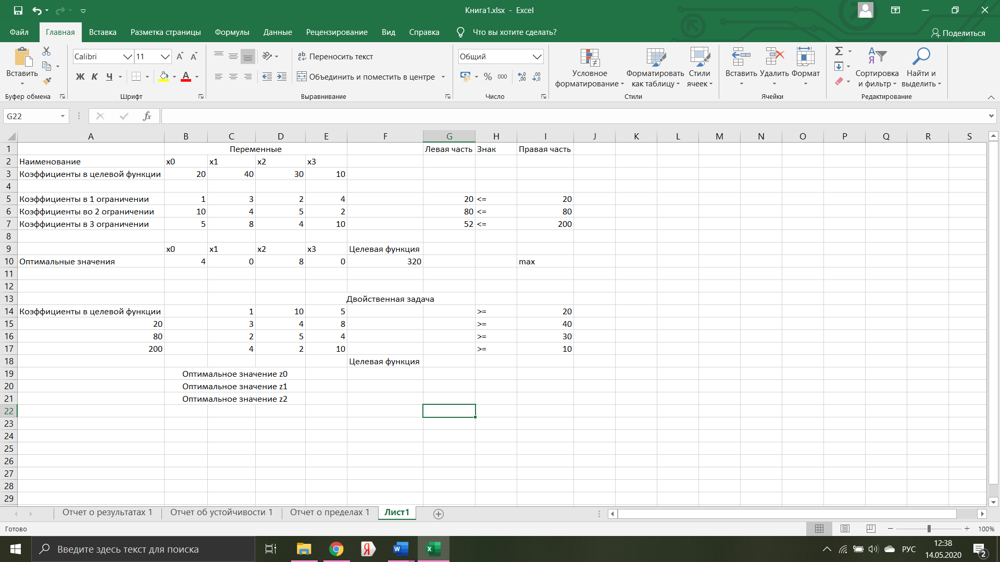 Книга1.xlsx - Excel
Файл Главная Вставка Разметка страницы Формулы Данные Рецензирование Вид Справка Что вы хотите сделать? Поделиться
Вставить
Буфер обмена
Calibri 11
Ж К Ч А
Шрифт
Переносить текст
Объединить и поместить в центре
Выравнивание
Общий
% 000
Число
Условное форматирование
Форматировать как таблицу
Стили ячеек
Стили
Вставить Удалить Формат
Ячейки
Сортировка и фильтр
Найти и выделить
Редактирование
G22 fx
A B C D E F G H I J K L M N O P Q R S
1 Переменные Левая часть Знак Правая часть
2 Наименование x0 x1 x2 x3
3 Коэффициенты в целевой функции 20 40 30 10
4
5 Коэффициенты в 1 ограничении 1 3 2 4 20 <= 20
6 Коэффициенты во 2 ограничении 10 4 5 2 80 <= 80
7 Коэффициенты в 3 ограничении 5 8 4 10 52 <= 200
8
9 x0 x1 x2 x3 Целевая функция
10 Оптимальные значения 4 0 8 0 320 max
11
12
13 Двойственная задача
14 Коэффициенты в целевой функции 1 10 5 >= 20
15 20 3 4 8 >= 40
16 80 2 5 4 >= 30
17 200 4 2 10 >= 10
18 Целевая функция
19 Оптимальное значение z0
20 Оптимальное значение z1
21 Оптимальное значение z2
22
23
24
25
26
27
28
29
Отчет о результатах 1 Отчет об устойчивости 1 Отчет о пределах 1 Лист1
Готово 100%
Введите здесь текст для поиска РУС 12:38
14.05.2020 2